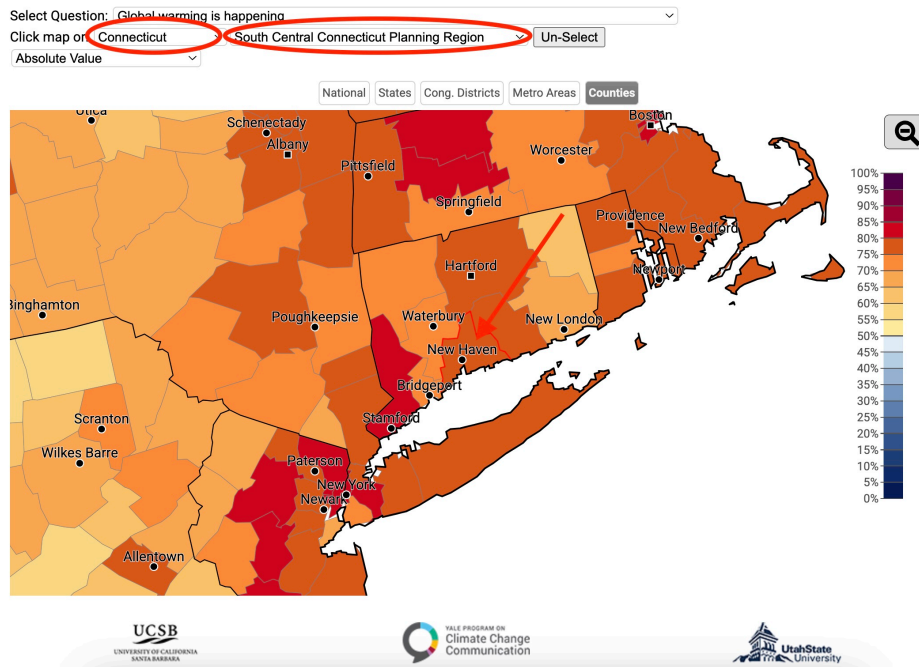 Select Question: Global warming is happening
Click map or Connecticut South Central Connecticut Planning Region Un-Select
Absolute Value
National States Cong. Districts Metro Areas Counties
Utica
Boston
Schenectady
Albany
Worcester
Pittsfield
Springfield
Providence
New Bedford
Hartford
Newport
Binghamton
Poughkeepsie
Waterbury
New London
New Haven
Bridgeport
Scranton
Stamford
Wilkes Barre
Paterson
New York
Newark
Allentown
100%
95%
90%
85%
80%
75%
70%
65%
60%
55%
50%
45%
40%
35%
30%
25%
20%
15%
10%
5%
0%
UCSB
UNIVERSITY OF CALIFORNIA
SANTA BARBARA
YALE PROGRAM ON
Climate Change
Communication
UtahState
University